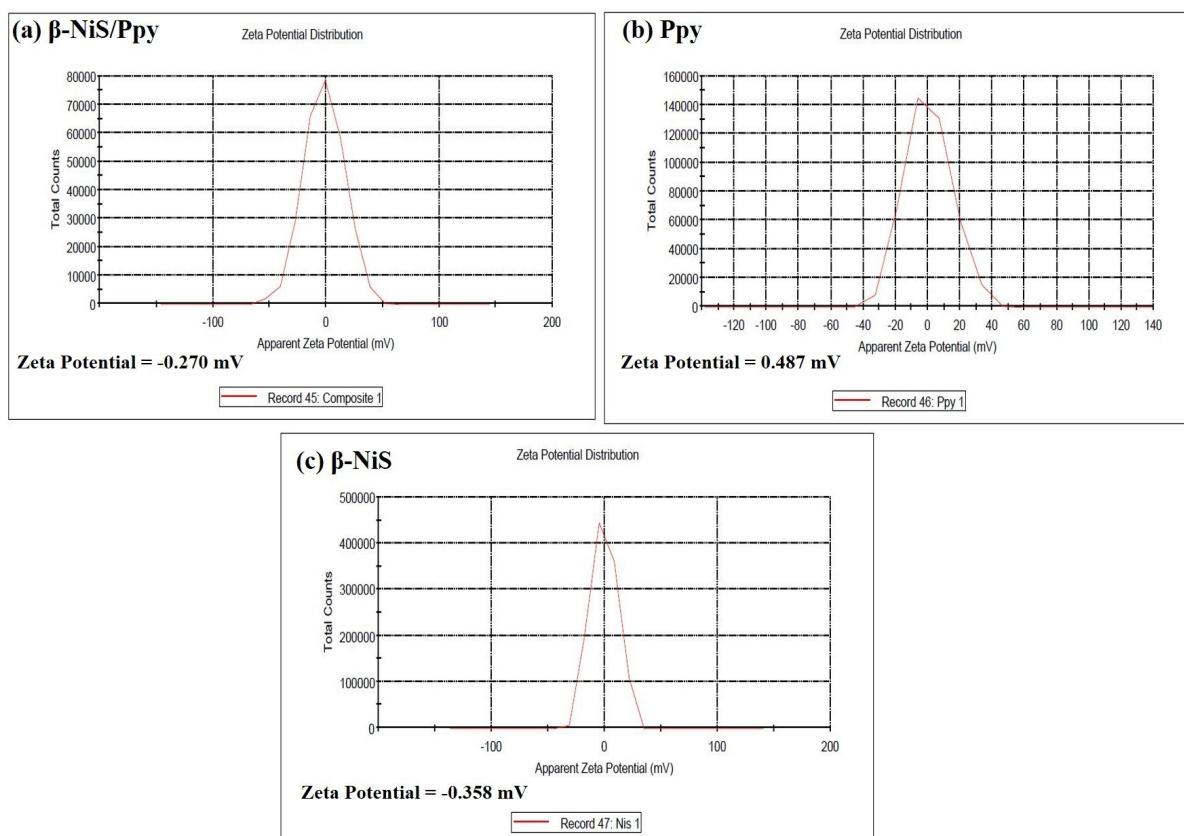 (a) β-NiS/Ppy
Zeta Potential Distribution
80000
70000
60000
50000
40000
30000
20000
10000
0
Total Counts
-100 0 100 200
Apparent Zeta Potential (mV)
Zeta Potential = -0.270 mV
Record 45: Composite 1
(b) Ppy
Zeta Potential Distribution
160000
140000
120000
100000
80000
60000
40000
20000
0
Total Counts
-120 -100 -80 -60 -40 -20 0 20 40 60 80 100 120 140
Apparent Zeta Potential (mV)
Zeta Potential = 0.487 mV
Record 46: Ppy 1
(c) β-NiS
Zeta Potential Distribution
500000
400000
300000
200000
100000
0
Total Counts
-100 0 100 200
Apparent Zeta Potential (mV)
Zeta Potential = -0.358 mV
Record 47: Nis 1